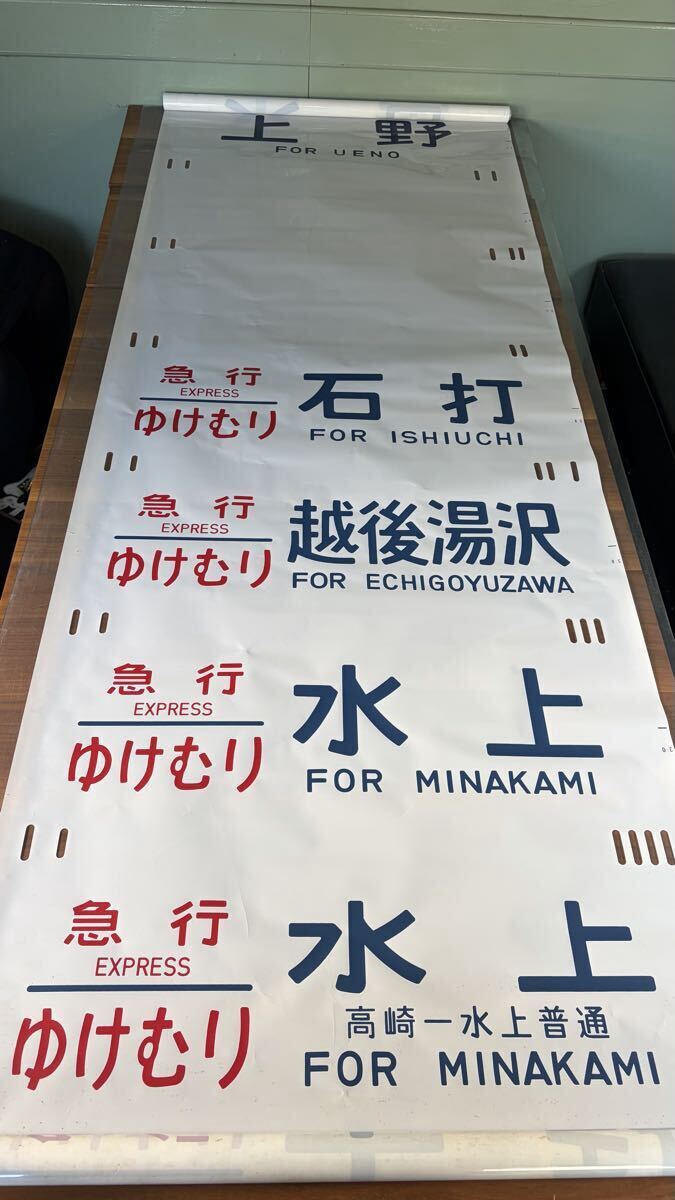 上野
FOR UENO
急行
EXPRESS
ゆけむり
石打
FOR ISHIUCHI
急行
EXPRESS
ゆけむり
越後湯沢
FOR ECHIGOYUZAWA
急行
EXPRESS
ゆけむり
水上
FOR MINAKAMI
急行
EXPRESS
ゆけむり
水上
高崎ー水上普通
FOR MINAKAMI